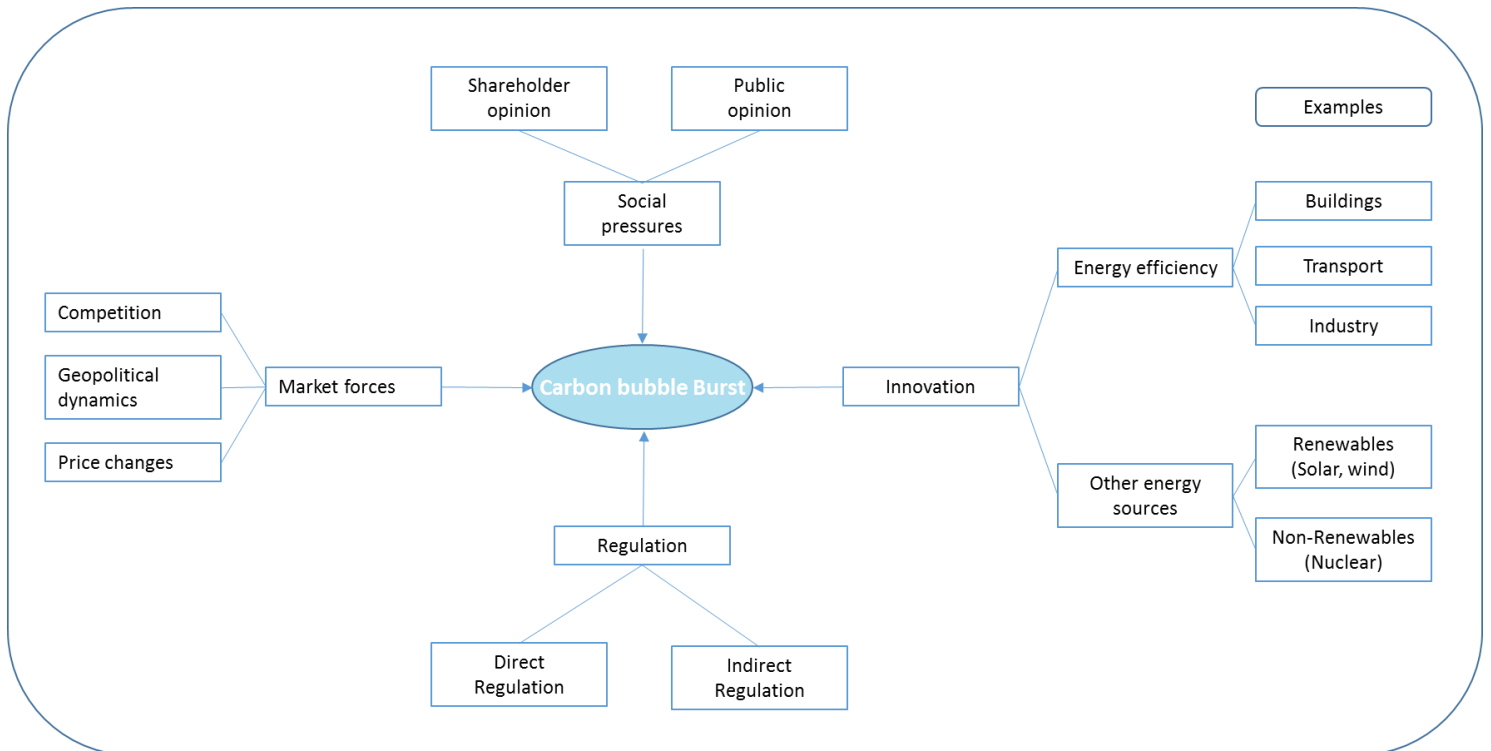 Shareholder
opinion
Public
opinion
Examples
Social
pressures
Buildings
Energy efficiency
Transport
Industry
Competition
Geopolitical
dynamics
Price changes
Market forces
Carbon bubble Burst
Innovation
Renewables
(Solar, wind)
Other energy
sources
Non-Renewables
(Nuclear)
Regulation
Direct
Regulation
Indirect
Regulation